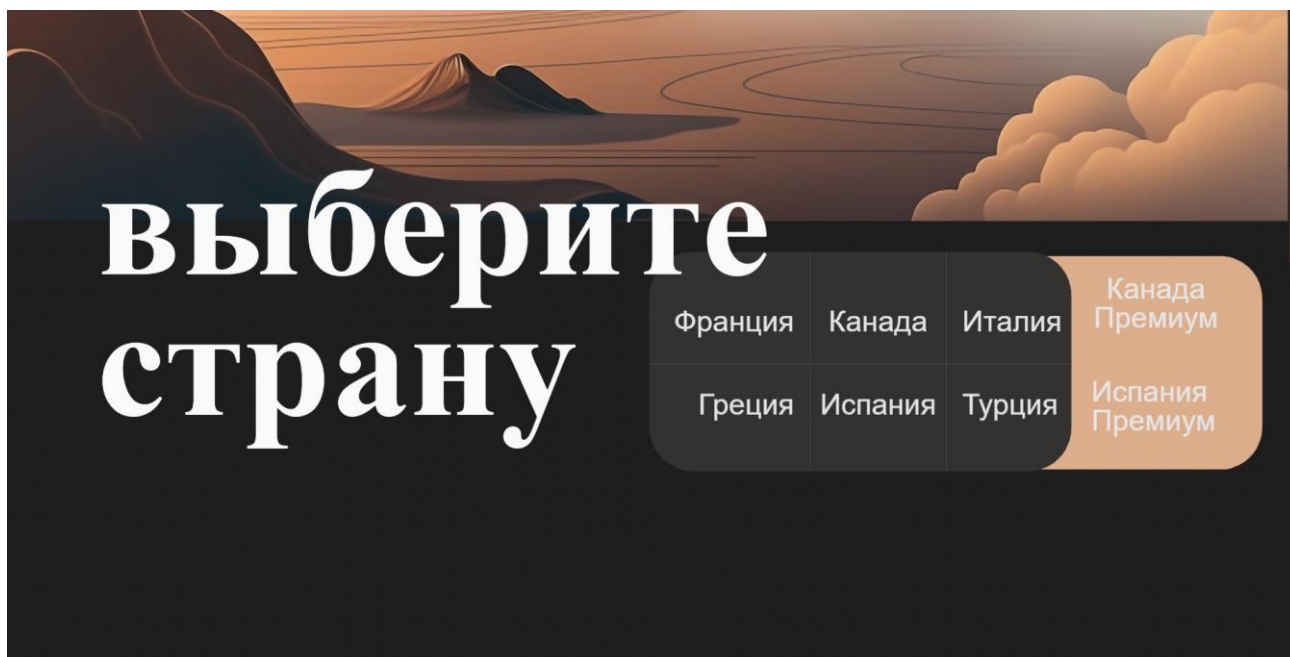 выберите
страну
Франция Канада Италия
Греция Испания Турция
Канада
Премиум
Испания
Премиум